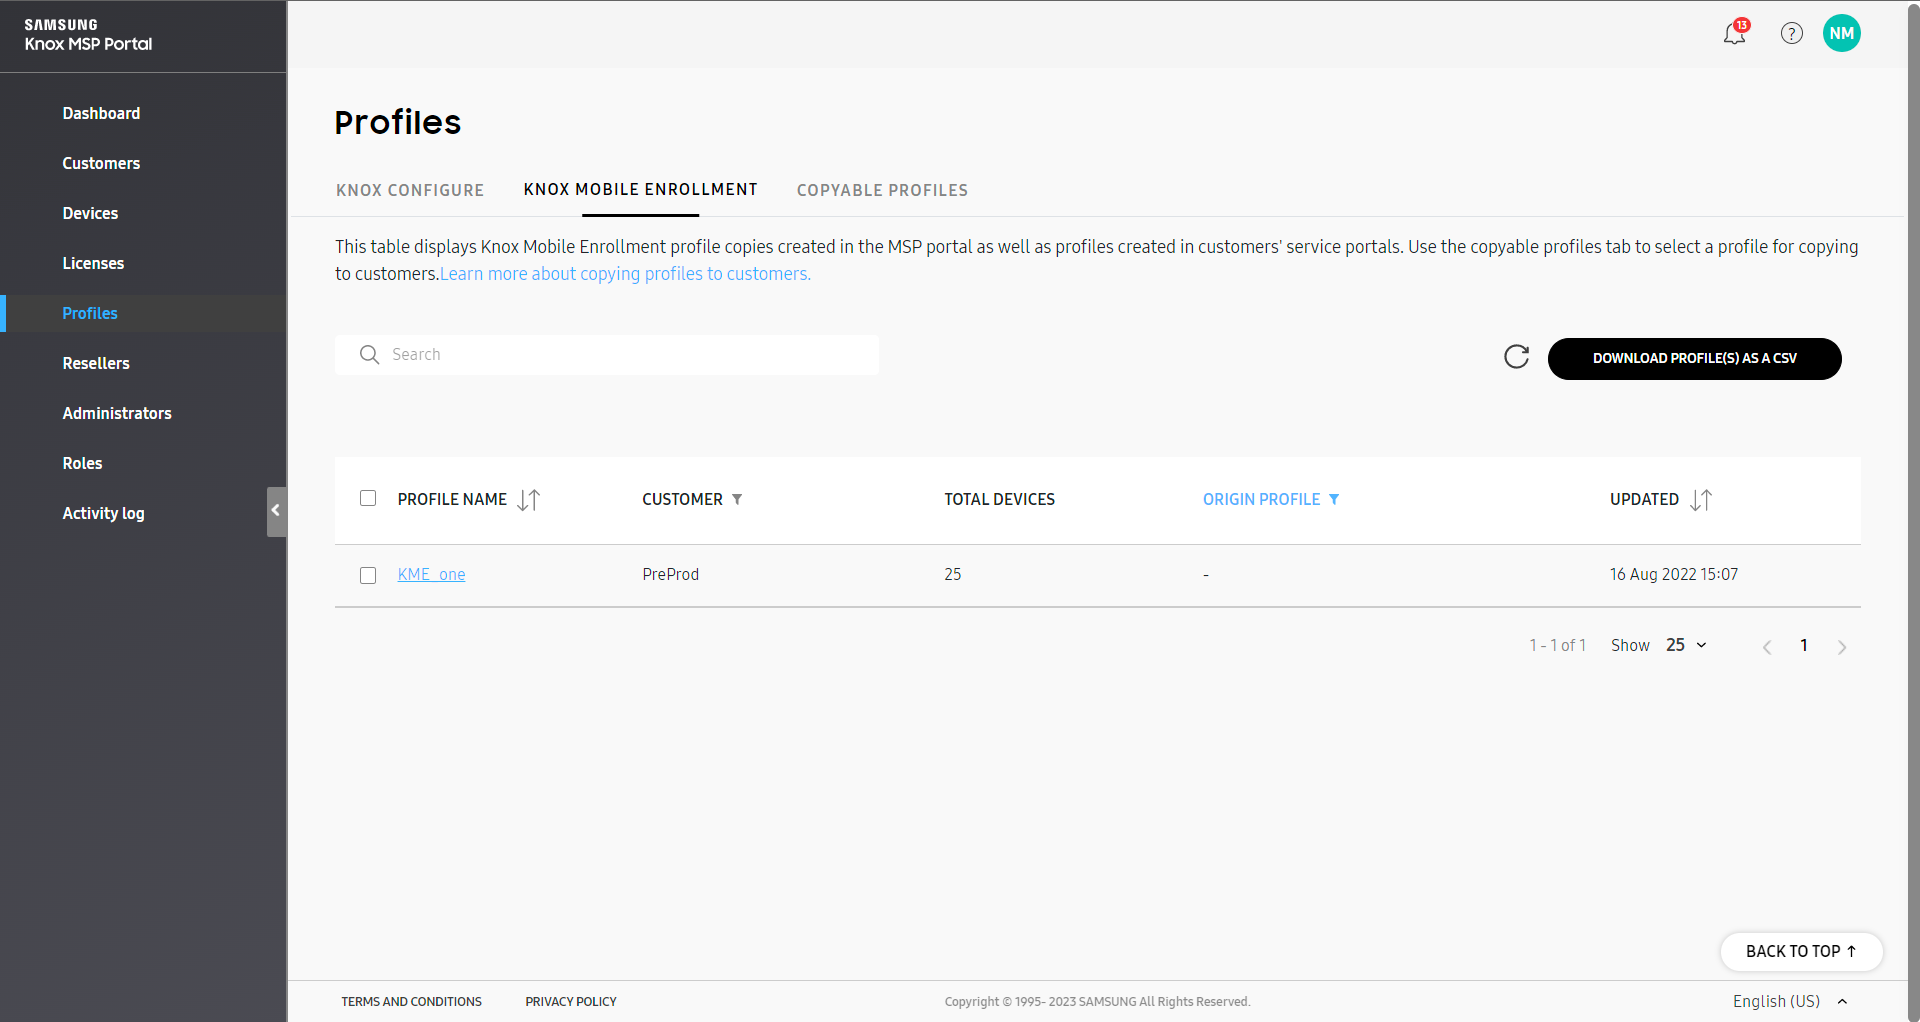 SAMSUNG
Knox MSP Portal
13
?
NM
Dashboard
Customers
Devices
Licenses
Profiles
Resellers
Administrators
Roles
Activity log
Profiles
KNOX CONFIGURE
KNOX MOBILE ENROLLMENT
COPYABLE PROFILES
This table displays Knox Mobile Enrollment profile copies created in the MSP portal as well as profiles created in customers' service portals. Use the copyable profiles tab to select a profile for copying
to customers.Learn more about copying profiles to customers.
Search
DOWNLOAD PROFILE(S) AS A CSV
PROFILE NAME CUSTOMER TOTAL DEVICES ORIGIN PROFILE UPDATED
KME_one PreProd 25 - 16 Aug 2022 15:07
1 - 1 of 1 Show 25 1
BACK TO TOP ↑
TERMS AND CONDITIONS PRIVACY POLICY Copyright © 1995- 2023 SAMSUNG All Rights Reserved. English (US)